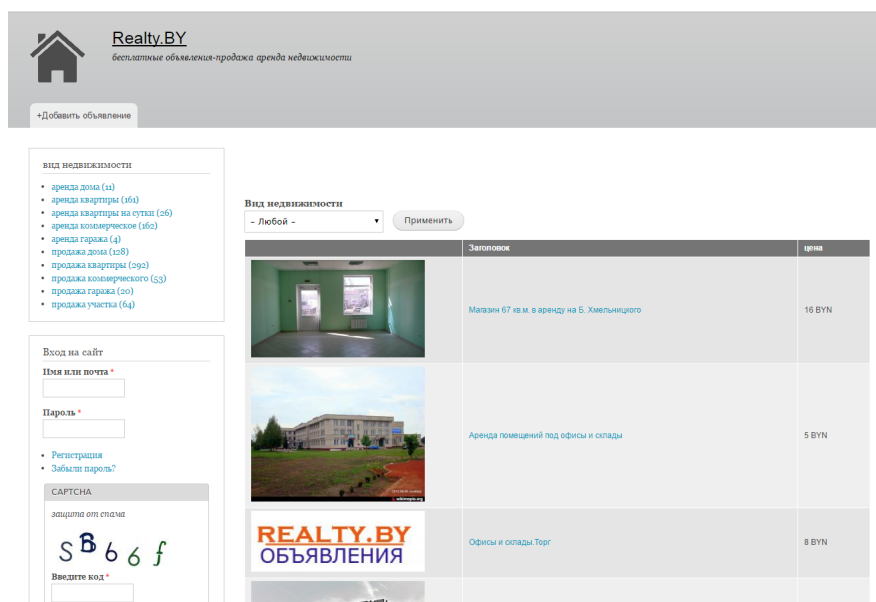 Realty.BY
бесплатные объявления-продажа аренда недвижимости
+Добавить объявление
вид недвижимости
аренда дома (11)
аренда квартиры (161)
аренда квартиры на сутки (26)
аренда коммерческое (162)
аренда гаража (4)
продажа дома (128)
продажа квартиры (292)
продажа коммерческого (53)
продажа гаража (20)
продажа участка (64)
Вход на сайт
Имя или почта *
Пароль *
Регистрация
Забыли пароль?
CAPTCHA
защита от спама
S B 6 6 f
Введите код *
Вид недвижимости
- Любой -
Применить
Заголовок цена
Магазин 67 кв.м. в аренду на Б. Хмельницкого 16 BYN
Аренда помещений под офисы и склады 5 BYN
REALTY.BY
ОБЪЯВЛЕНИЯ
Офисы и склады.Торг 8 BYN